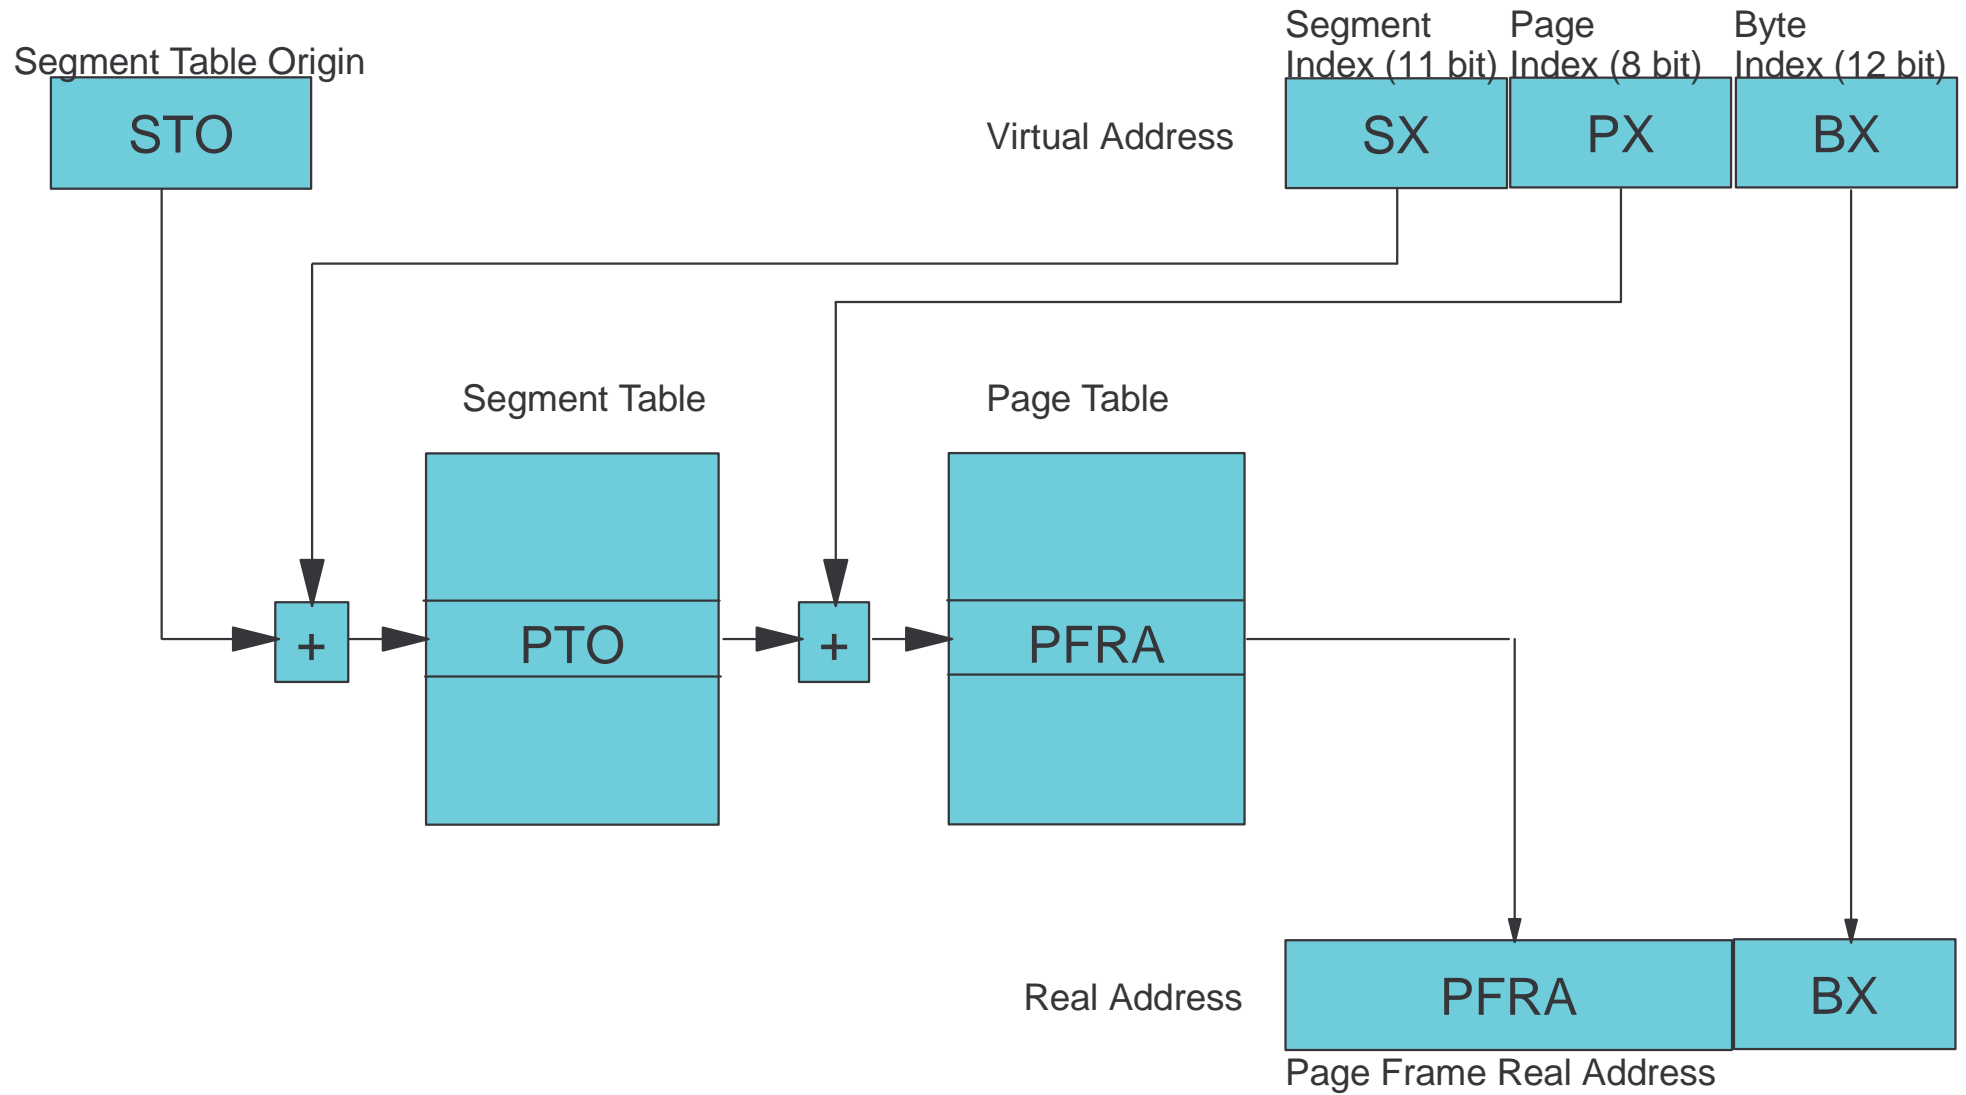 Segment Table Origin
STO
Virtual Address
Segment
Index (11 bit)
Page
Index (8 bit)
Byte
Index (12 bit)
SX
PX
BX
Segment Table
Page Table
+
PTO
+
PFRA
Real Address
PFRA
BX
Page Frame Real Address